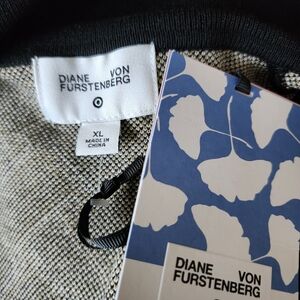 DIANE VON
FURSTENBERG
XL
MADE IN
CHINA
DIANE VON
FURSTENBERG